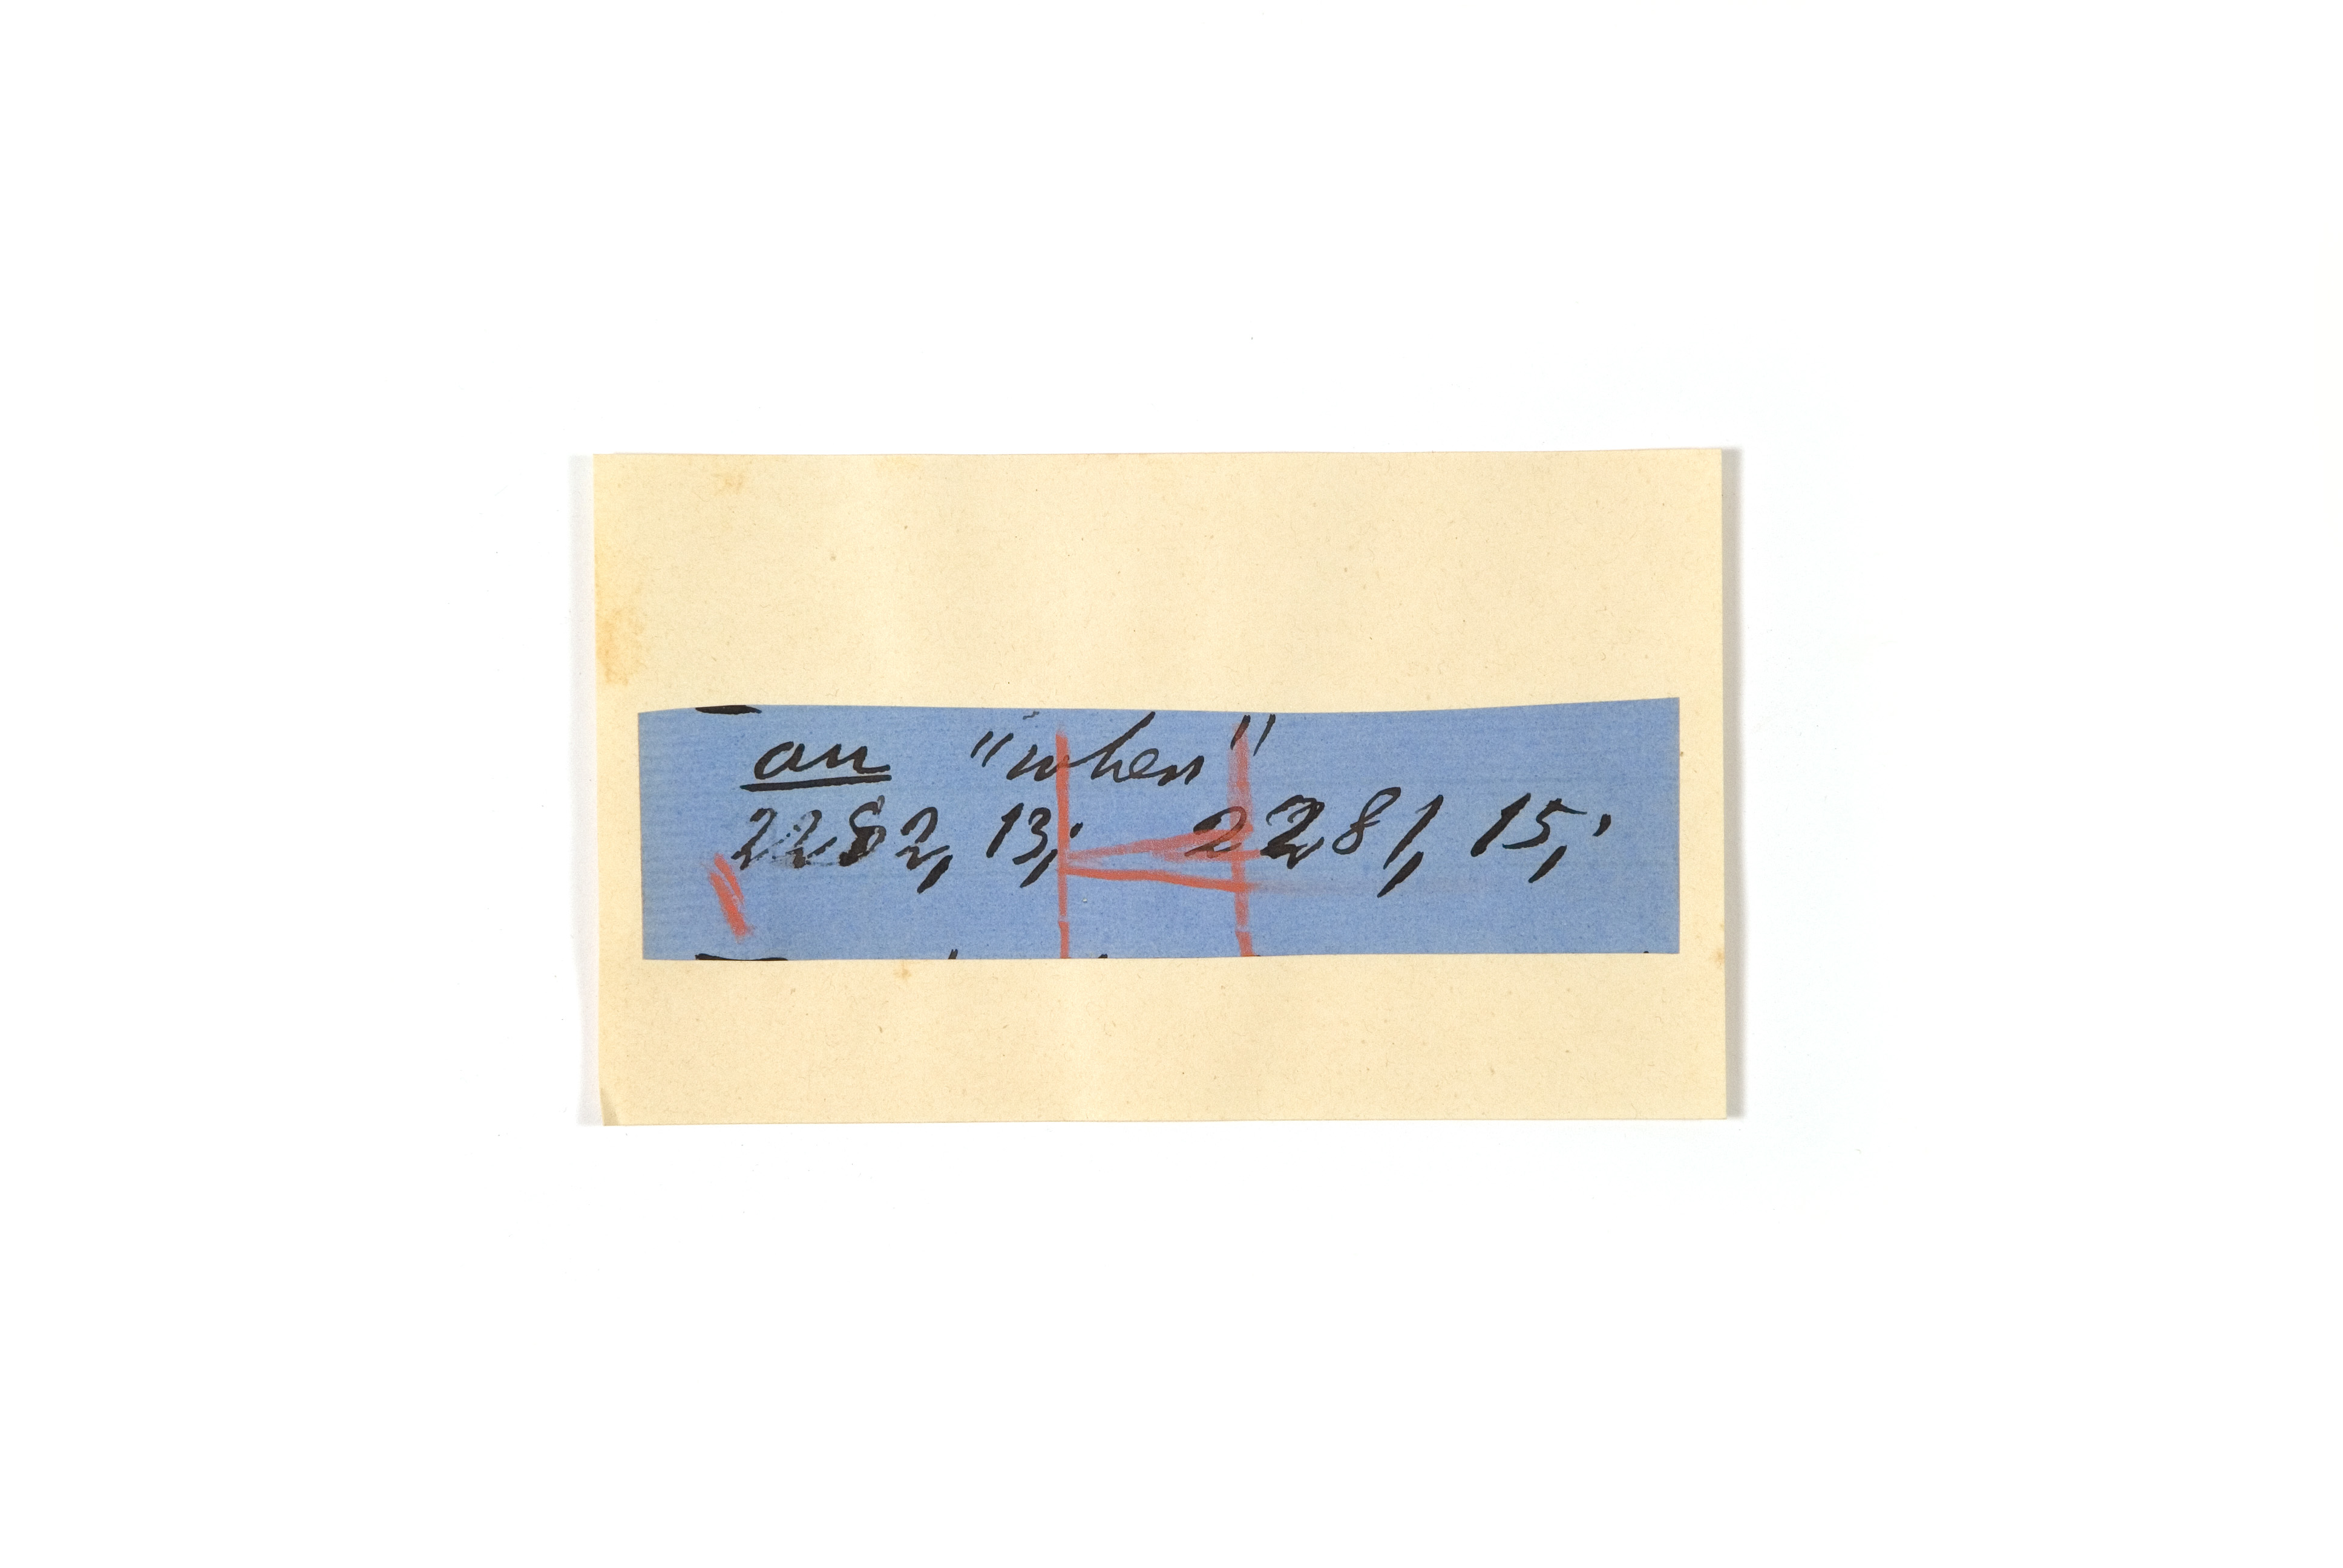 an "when"
2282, 13; 2281, 15;